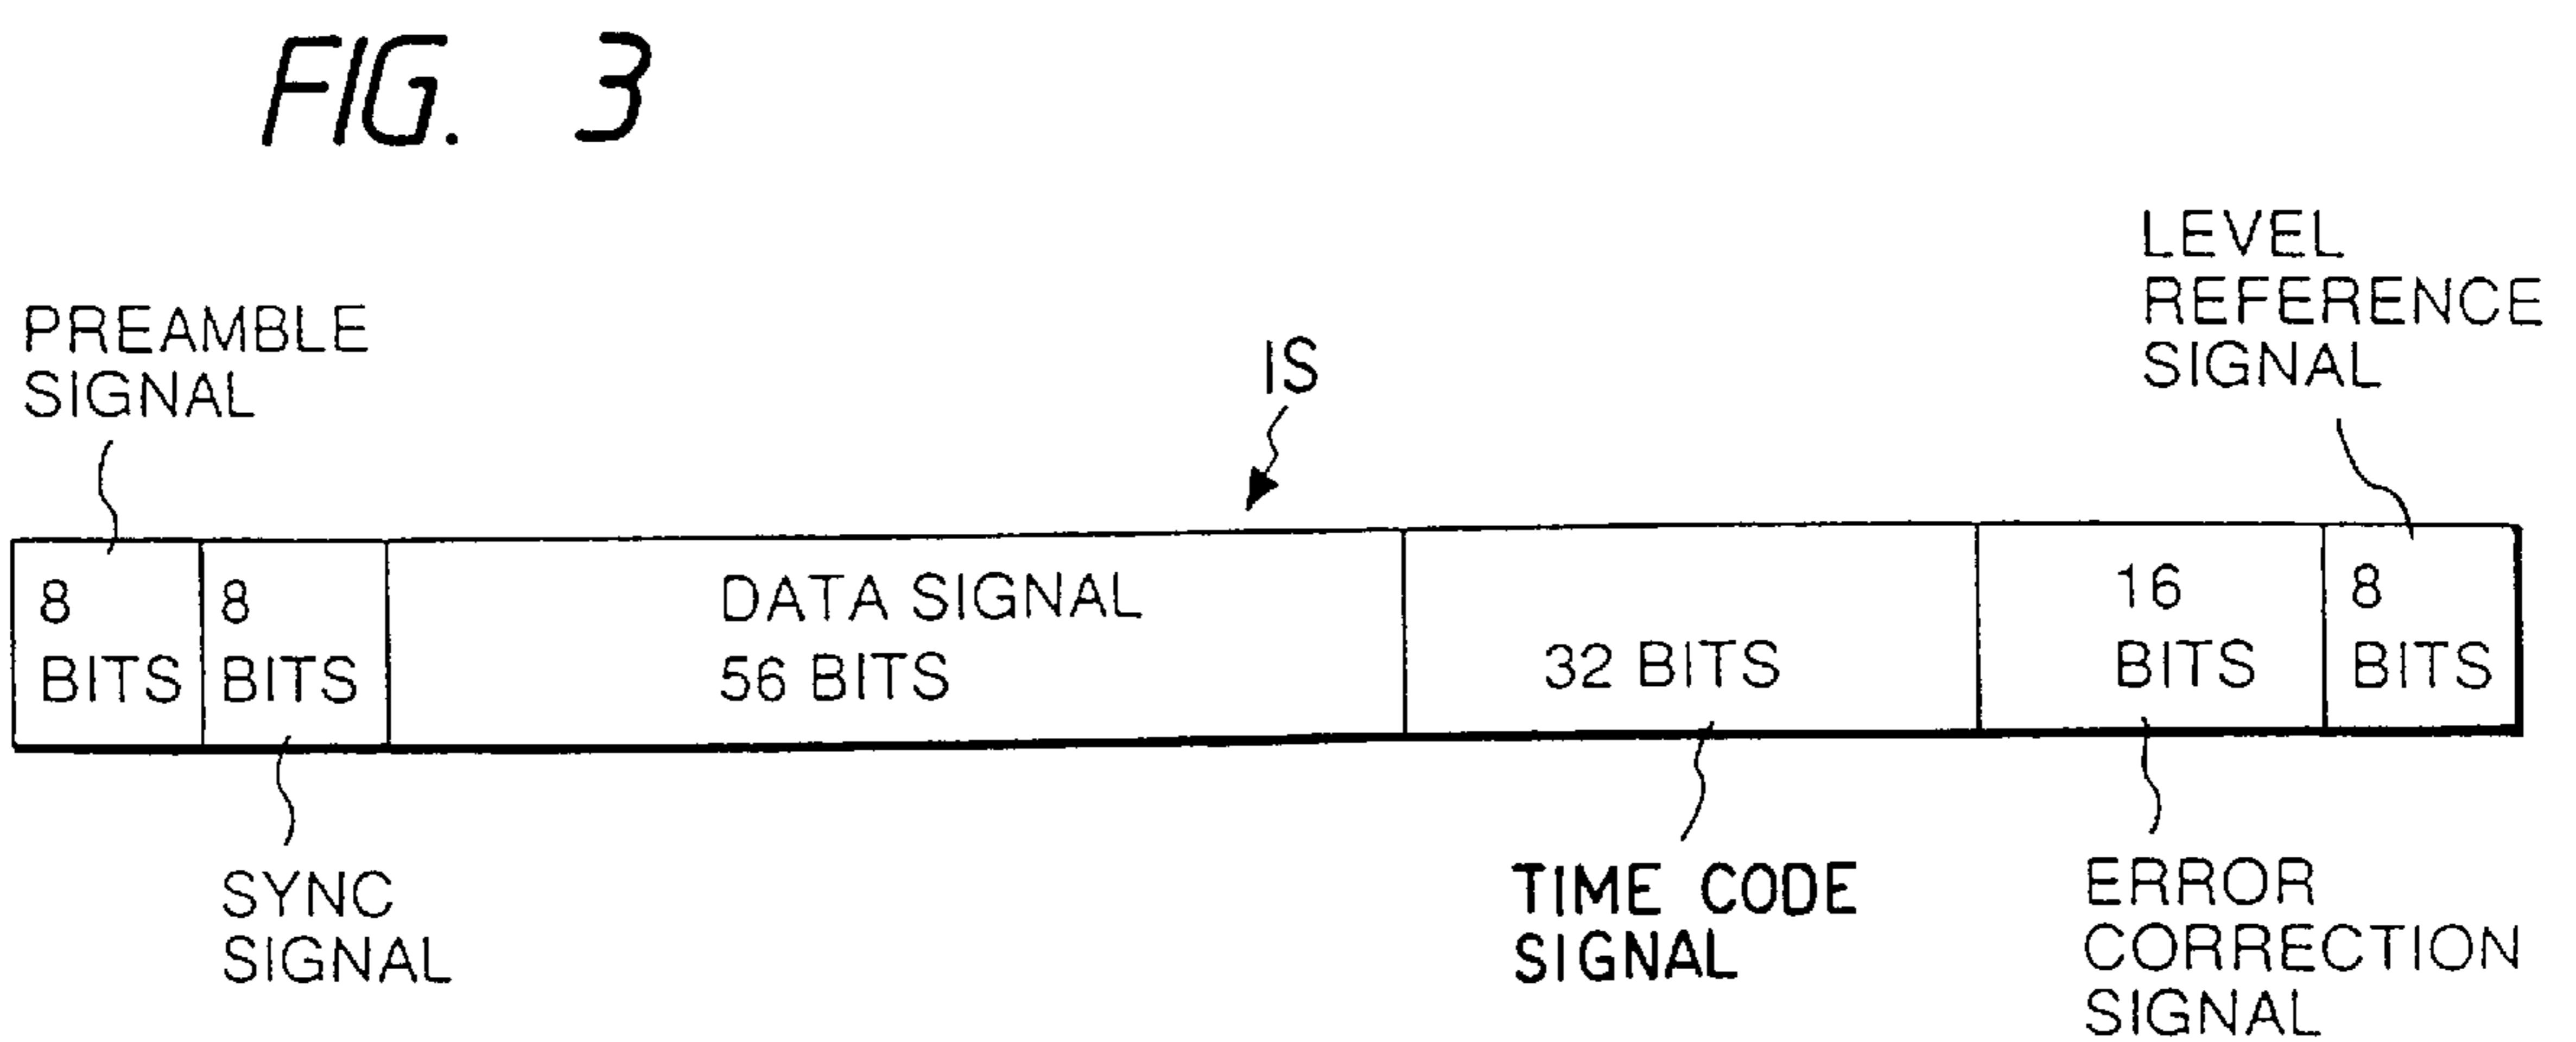 FIG. 3
LEVEL
REFERENCE
SIGNAL
PREAMBLE
SIGNAL
IS
8
BITS
8
BITS
DATA SIGNAL
56 BITS
32 BITS
16
BITS
8
BITS
SYNC
SIGNAL
TIME CODE
SIGNAL
ERROR
CORRECTION
SIGNAL